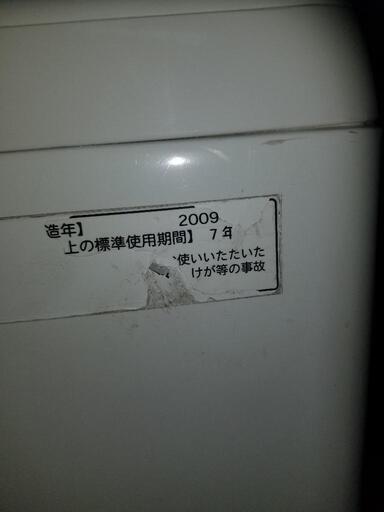 造年】 2009
上の標準使用期間】 7年
使いいたたいた
けが等の事故